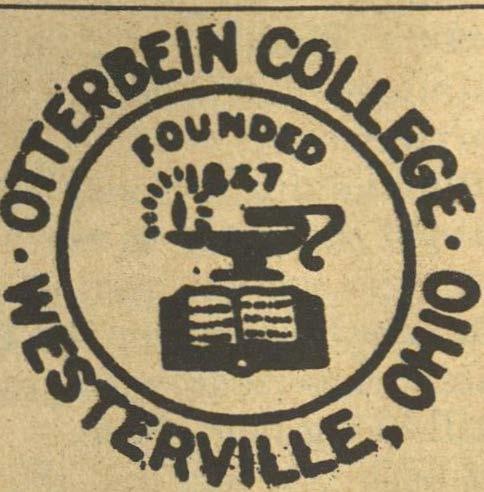 · OTTERBEIN COLLEGE ·
WESTERVILLE, OHIO
FOUNDED
1847